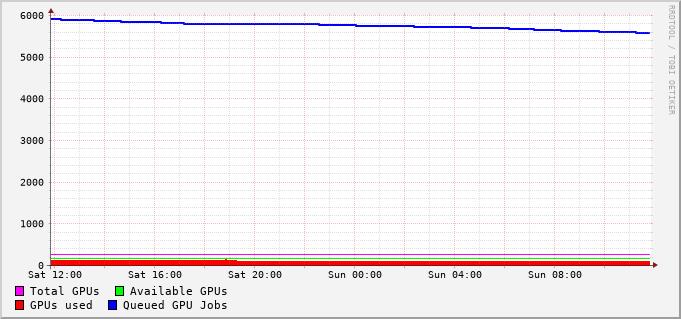 6000
5000
4000
3000
2000
1000
0
Sat 12:00 Sat 16:00 Sat 20:00 Sun 00:00 Sun 04:00 Sun 08:00
Total GPUs Available GPUs
GPUs used Queued GPU Jobs
RRDTOOL / TOBI OETIKER